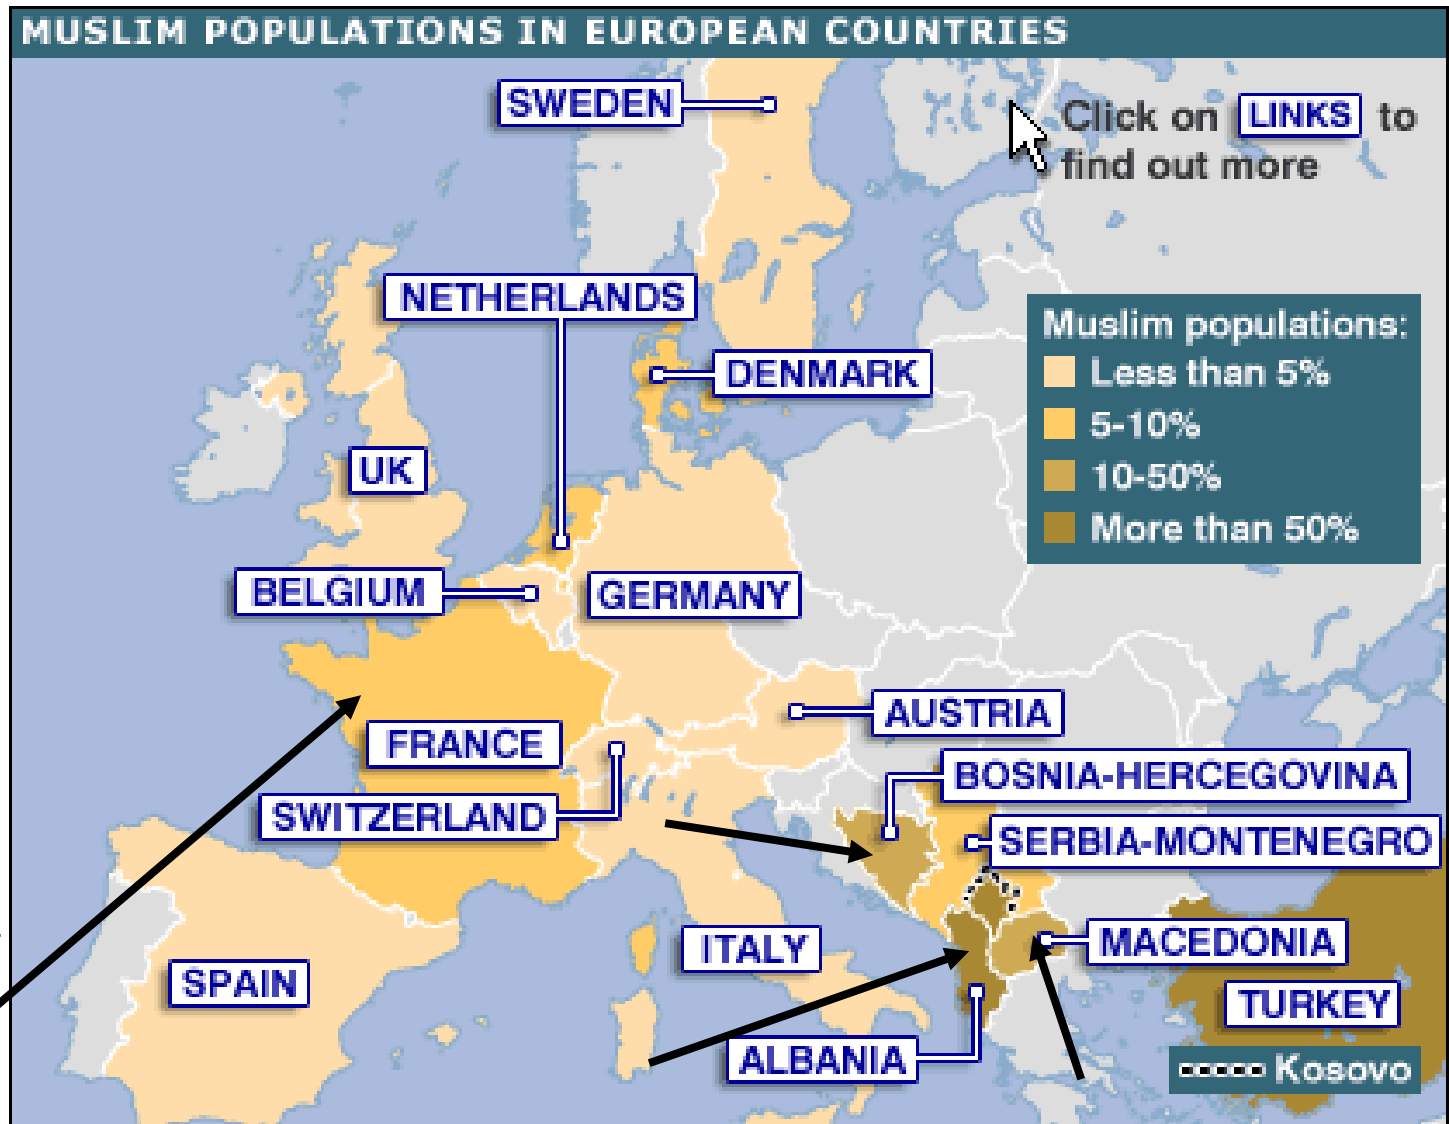 MUSLIM POPULATIONS IN EUROPEAN COUNTRIES
SWEDEN
Click on LINKS to
find out more
NETHERLANDS
DENMARK
Muslim populations:
Less than 5%
5-10%
10-50%
More than 50%
UK
BELGIUM
GERMANY
AUSTRIA
FRANCE
BOSNIA-HERCEGOVINA
SWITZERLAND
SERBIA-MONTENEGRO
ITALY
MACEDONIA
SPAIN
TURKEY
ALBANIA
Kosovo